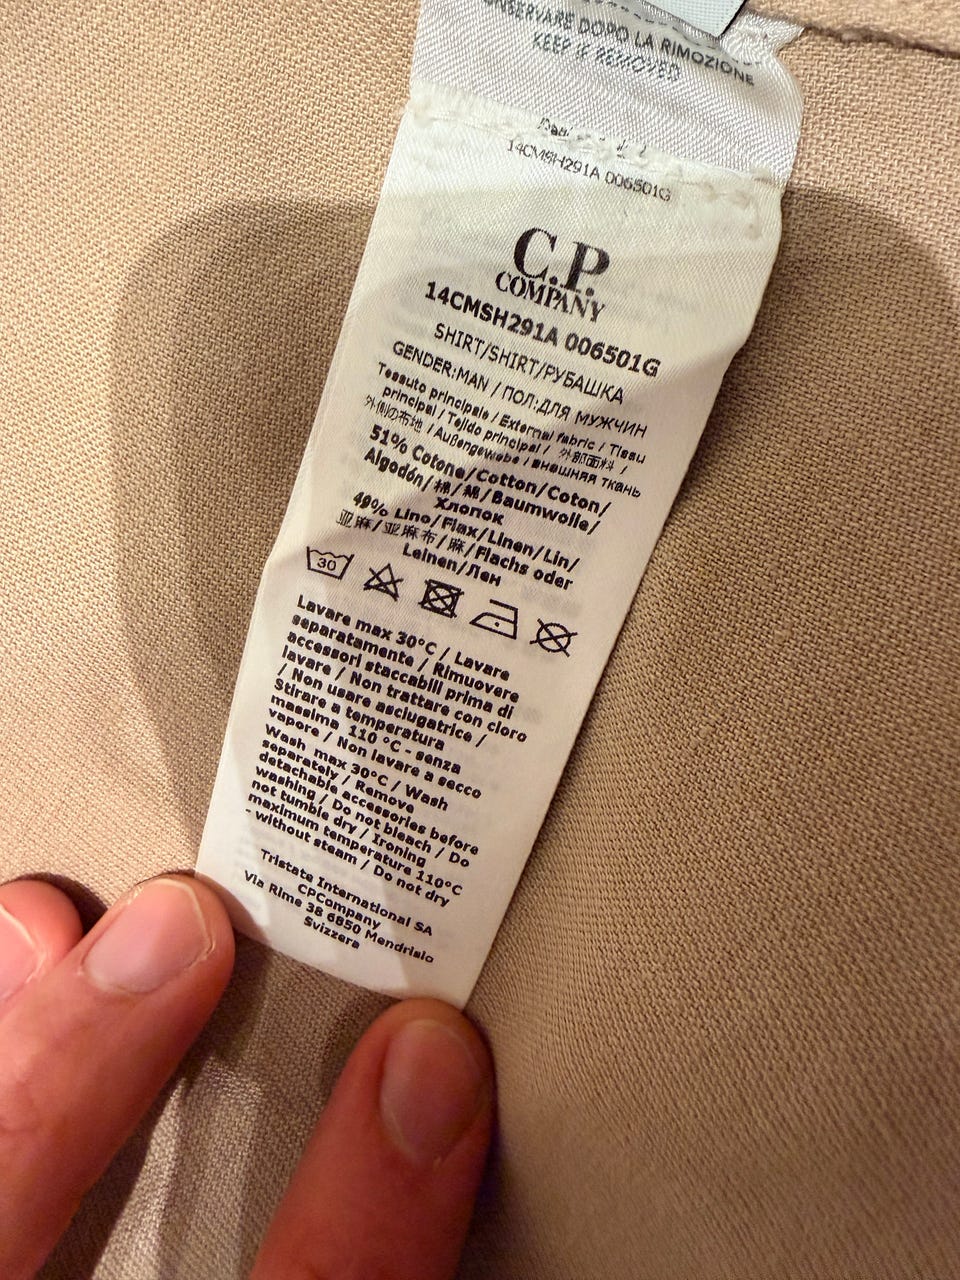 CONSERVARE DOPO LA RIMOZIONE
KEEP IF REMOVED
14CMSH291A 006501G
C.P.
COMPANY
14CMSH291A 006501G
SHIRT/SHIRT/РУБАШКА
GENDER:MAN / ПОЛ:ДЛЯ МУЖЧИН
Tessuto principale / External fabric / Tissu
principal / Tejido principal / 外部面料 /
外側の布地 / Außengewebe / внешняя ткань
51% Cotone/Cotton/Coton/
Algodón/棉/綿/Baumwolle/
Хлопок
49% Lino/Flax/Linen/Lin/
亚麻/亚麻布/麻/Flachs oder
Leinen/Лен
30
Lavare max 30°C / Lavare
separatamente / Rimuovere
accessori staccabili prima di
lavare / Non trattare con cloro
/ Non usare asciugatrice /
Stirare a temperatura
massima 110 °C - senza
vapore / Non lavare a secco
Wash max 30°C / Wash
separately / Remove
detachable accessories before
washing / Do not bleach / Do
not tumble dry / Ironing
maximum temperature 110°C
- without steam / Do not dry
Tristate International SA
CPCompany
Via Rime 38 6850 Mendrisio
Svizzera